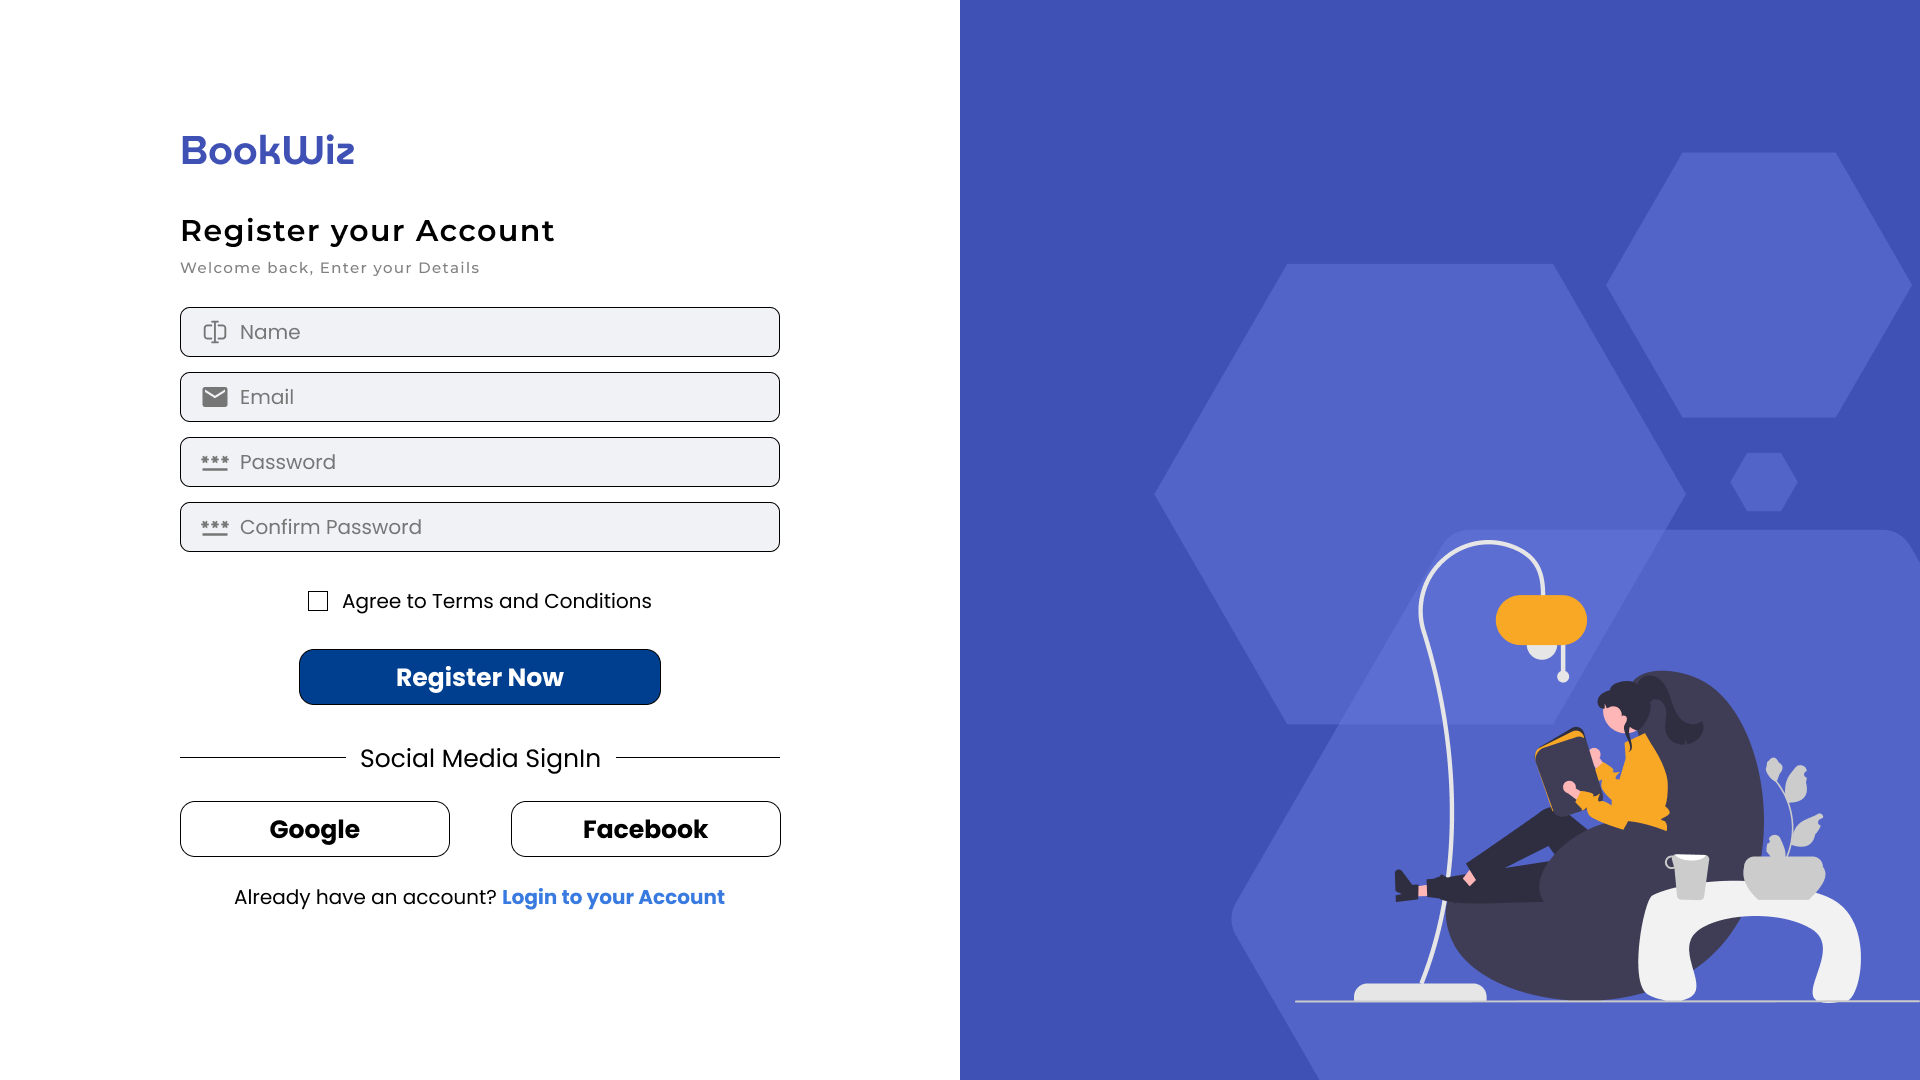 BookWiz
Register your Account
Welcome back, Enter your Details
Name
Email
*** Password
*** Confirm Password
Agree to Terms and Conditions
Register Now
Social Media SignIn
Google
Facebook
Already have an account? Login to your Account